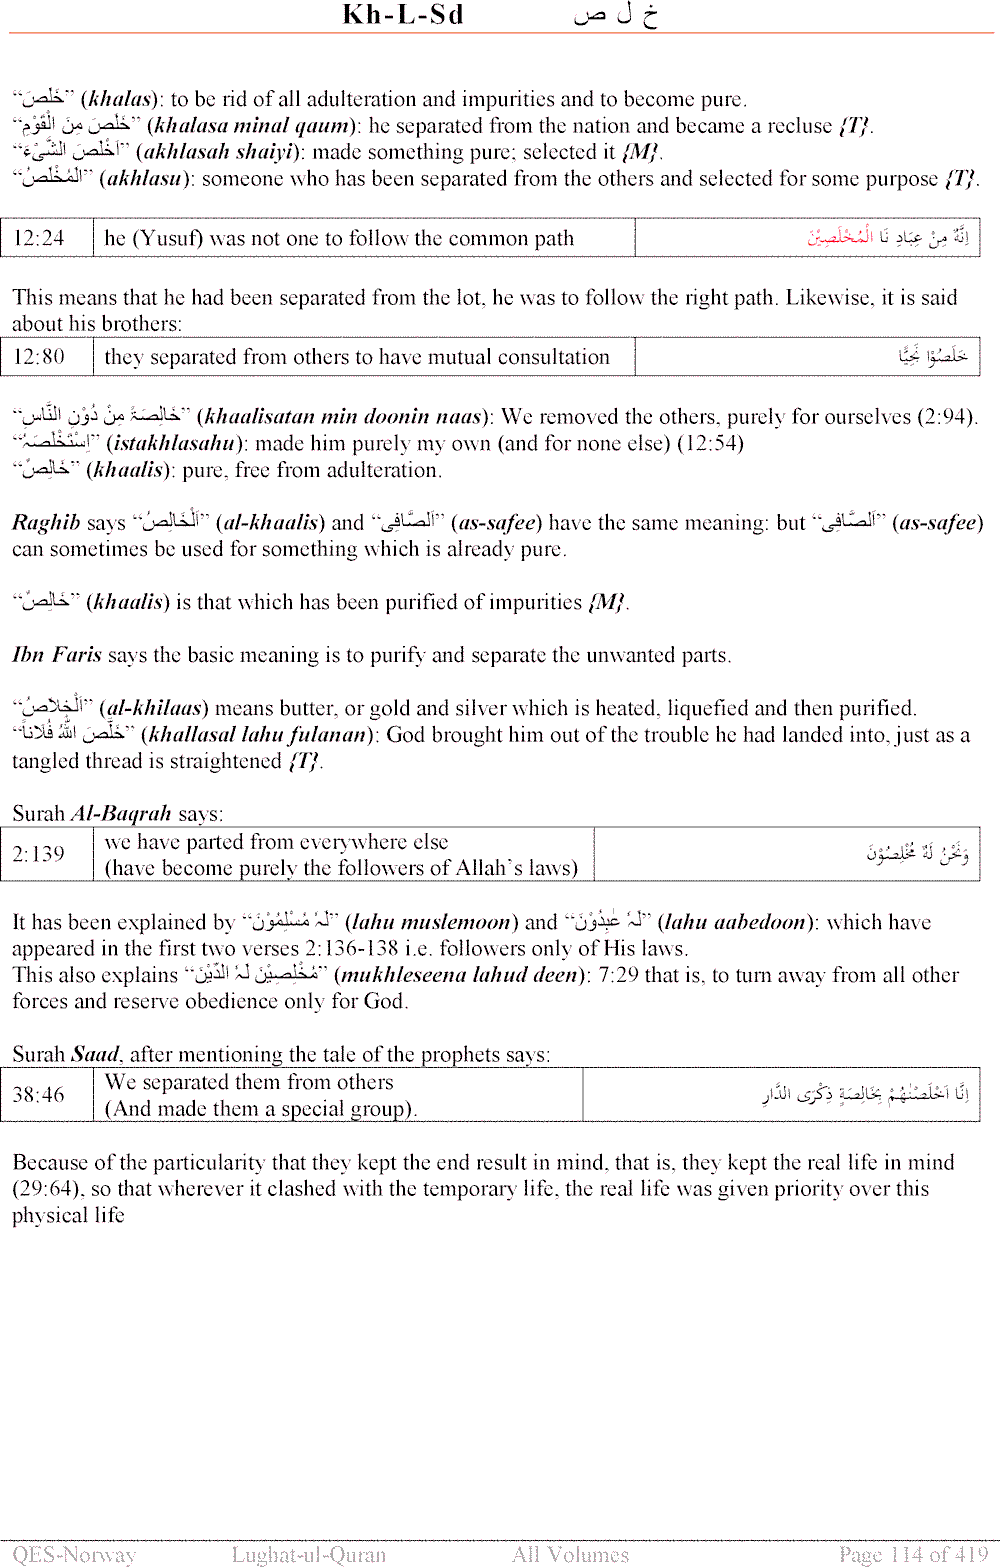 Kh-L-Sd خ ل ص
“خَلَصَ” (khalas): to be rid of all adulteration and impurities and to become pure.
“خَلَصَ مِنَ الْقَوْمِ” (khalasa minal qaum): he separated from the nation and became a recluse {T}.
“اَخْلَصَ الشَّیْءَ” (akhlasah shaiyi): made something pure; selected it {M}.
“الْمُخْلَصُ” (akhlasu): someone who has been separated from the others and selected for some purpose {T}.
12:24 he (Yusuf) was not one to follow the common path اِنَّهٗ مِنْ عِبَادِ نَا الْمُخْلَصِيْنَ
This means that he had been separated from the lot, he was to follow the right path. Likewise, it is said
about his brothers:
12:80 they separated from others to have mutual consultation خَلَصُوْا نَجِيًّا
“خَالِصَۃً مِنْ دُوْنِ النَّاسِ” (khaalisatan min doonin naas): We removed the others, purely for ourselves (2:94).
“اِسْتَخْلَصَہُ” (istakhlasahu): made him purely my own (and for none else) (12:54)
“خَالِصٌ” (khaalis): pure, free from adulteration.
Raghib says “اَلْخَالِصُ” (al-khaalis) and “اَلصَّافِی” (as-safee) have the same meaning: but “اَلصَّافِی” (as-safee)
can sometimes be used for something which is already pure.
“خَالِصٌ” (khaalis) is that which has been purified of impurities {M}.
Ibn Faris says the basic meaning is to purify and separate the unwanted parts.
“اَلْخِلَاصُ” (al-khilaas) means butter, or gold and silver which is heated, liquefied and then purified.
“خَلَّصَ اللہُ فُلَاناً” (khallasal lahu fulanan): God brought him out of the trouble he had landed into, just as a
tangled thread is straightened {T}.
Surah Al-Baqrah says:
2:139 we have parted from everywhere else وَنَحْنُ لَهٗ مُخْلِصُوْنَ
(have become purely the followers of Allah’s laws)
It has been explained by “لَہٗ مُسْلِمُوْنَ” (lahu muslemoon) and “لَہٗ عٰبِدُوْنَ” (lahu aabedoon): which have
appeared in the first two verses 2:136-138 i.e. followers only of His laws.
This also explains “مُخْلِصِيْنَ لَہُ الدِّيْنَ” (mukhleseena lahud deen): 7:29 that is, to turn away from all other
forces and reserve obedience only for God.
Surah Saad, after mentioning the tale of the prophets says:
38:46 We separated them from others اِنَّا اَخْلَصْنٰهُمْ بِخَالِصَةٍ ذِكْرَى الدَّارِ
(And made them a special group).
Because of the particularity that they kept the end result in mind, that is, they kept the real life in mind
(29:64), so that wherever it clashed with the temporary life, the real life was given priority over this
physical life
QES-Norway Lughat-ul-Quran All Volumes Page 114 of 419